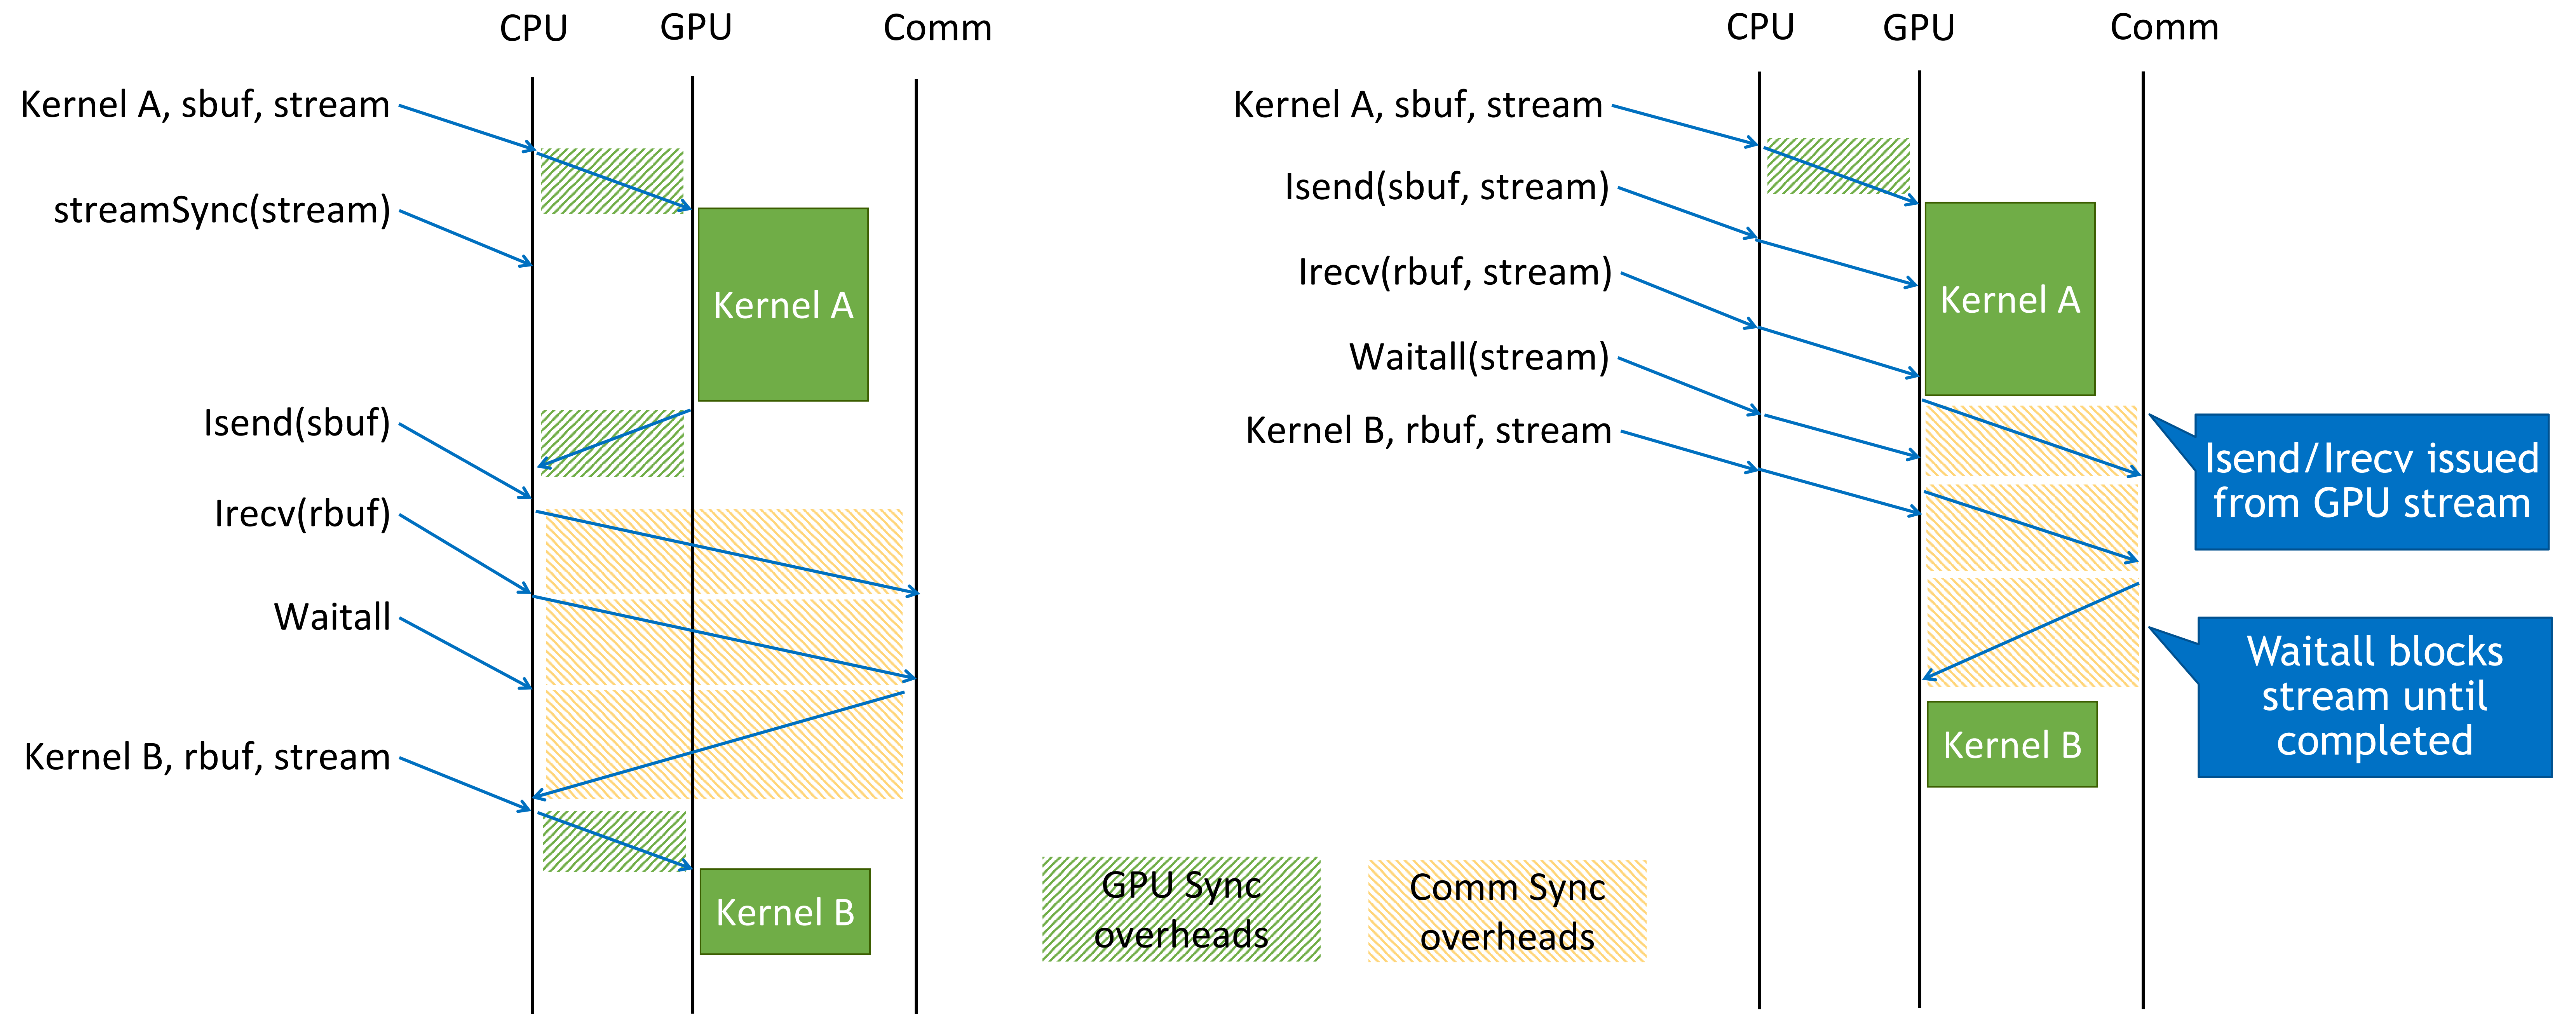 CPU
GPU
Comm
Kernel A, sbuf, stream
streamSync(stream)
Kernel A
Isend(sbuf)
Irecv(rbuf)
Waitall
Kernel B, rbuf, stream
Kernel B
GPU Sync
overheads
Comm Sync
overheads
CPU
GPU
Comm
Kernel A, sbuf, stream
Isend(sbuf, stream)
Irecv(rbuf, stream)
Waitall(stream)
Kernel B, rbuf, stream
Kernel A
Isend/Irecv issued
from GPU stream
Waitall blocks
stream until
completed
Kernel B